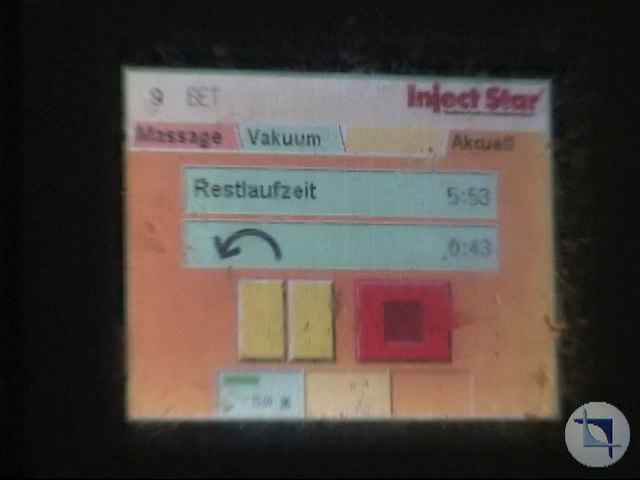 9 BET
Inject Star
Massage Vakuum Aktuell
Restlaufzeit 5:53
0:43